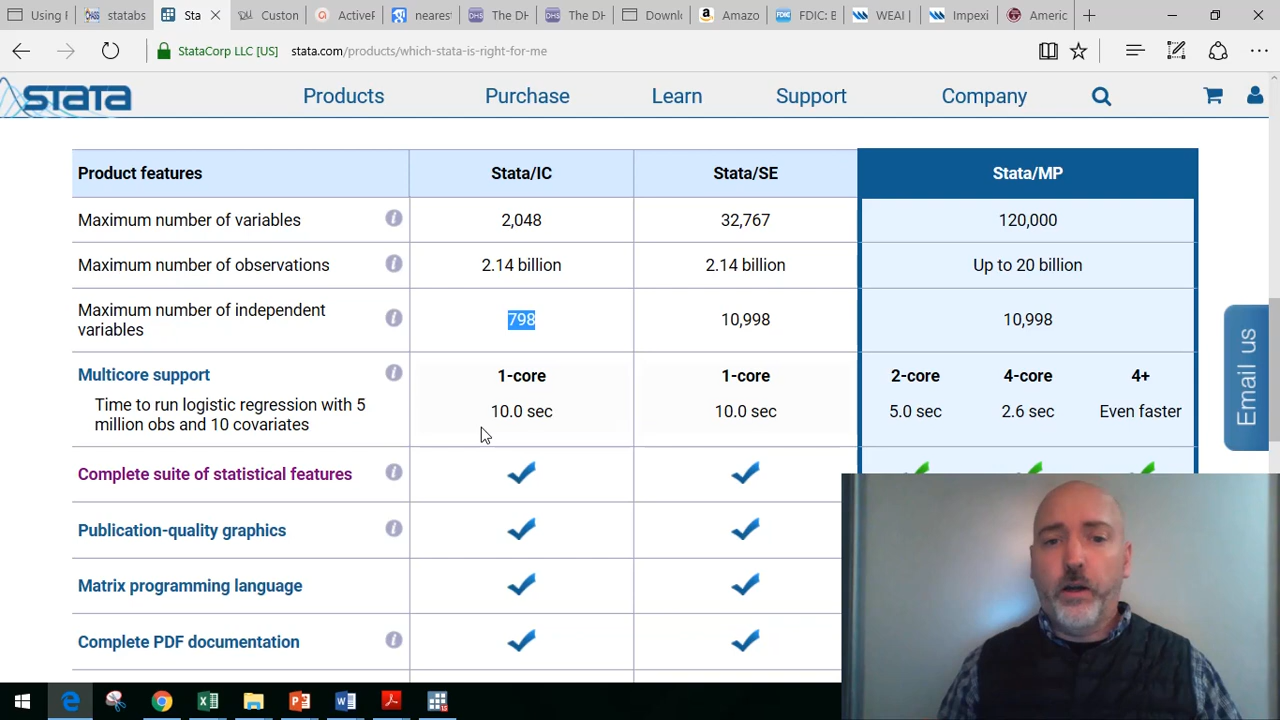 Using F
statabs
Sta
Custon
ActiveF
neares
The DH
The DH
Downlo
Amazo
FDIC: B
WEAI |
Impexi
Americ
StataCorp LLC [US]
stata.com/products/which-stata-is-right-for-me
STATA
Products
Purchase
Learn
Support
Company
Product features
Stata/IC
Stata/SE
Stata/MP
Maximum number of variables
2,048
32,767
120,000
Maximum number of observations
2.14 billion
2.14 billion
Up to 20 billion
Maximum number of independent
variables
798
10,998
10,998
Multicore support
1-core
1-core
2-core
4-core
4+
Time to run logistic regression with 5
million obs and 10 covariates
10.0 sec
10.0 sec
5.0 sec
2.6 sec
Even faster
Complete suite of statistical features
Publication-quality graphics
Matrix programming language
Complete PDF documentation
Email us